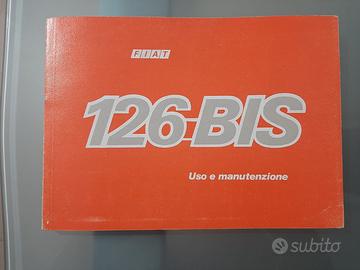 FIAT
126 BIS
Uso e manutenzione
subito